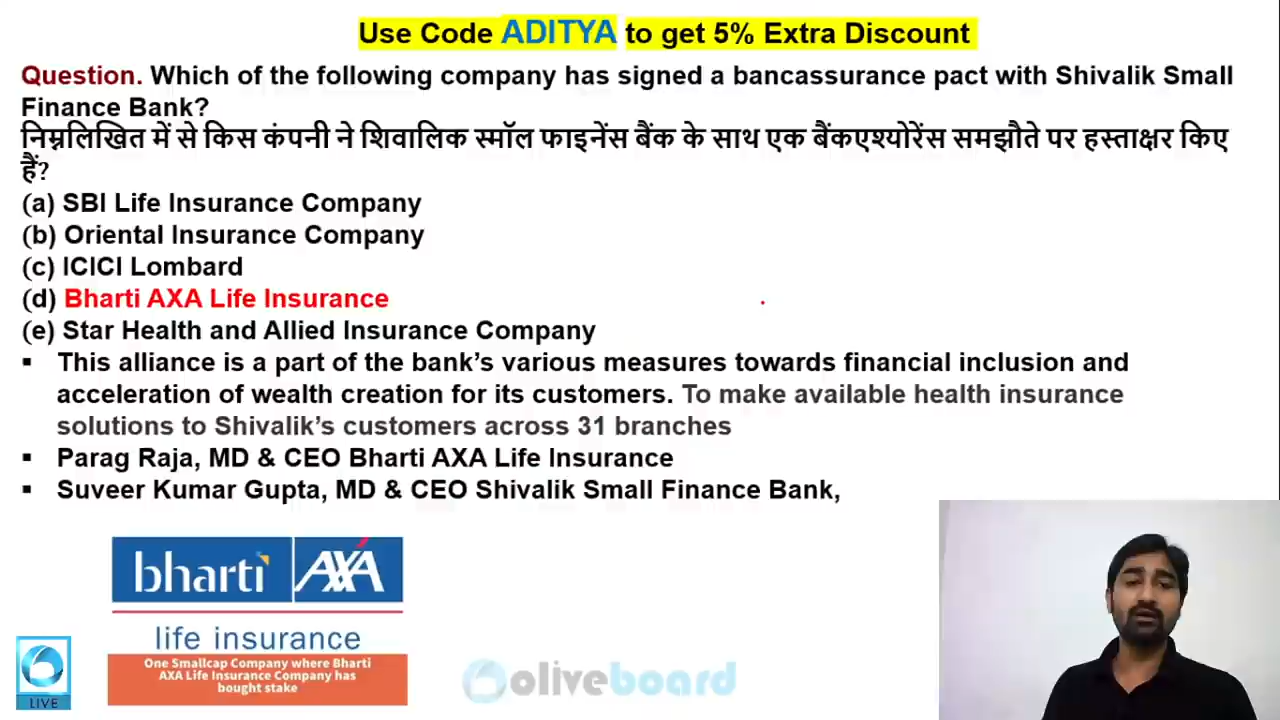 Use Code ADITYA to get 5% Extra Discount
Question. Which of the following company has signed a bancassurance pact with Shivalik Small
Finance Bank?
निम्नलिखित में से किस कंपनी ने शिवालिक स्मॉल फाइनेंस बैंक के साथ एक बैंकएश्योरेंस समझौते पर हस्ताक्षर किए
हैं?
(a) SBI Life Insurance Company
(b) Oriental Insurance Company
(c) ICICI Lombard
(d) Bharti AXA Life Insurance
(e) Star Health and Allied Insurance Company
▪ This alliance is a part of the bank’s various measures towards financial inclusion and
acceleration of wealth creation for its customers. To make available health insurance
solutions to Shivalik’s customers across 31 branches
▪ Parag Raja, MD & CEO Bharti AXA Life Insurance
▪ Suveer Kumar Gupta, MD & CEO Shivalik Small Finance Bank,
bharti AXA
life insurance
One Smallcap Company where Bharti
AXA Life Insurance Company has
bought stake
LIVE
oliveboard